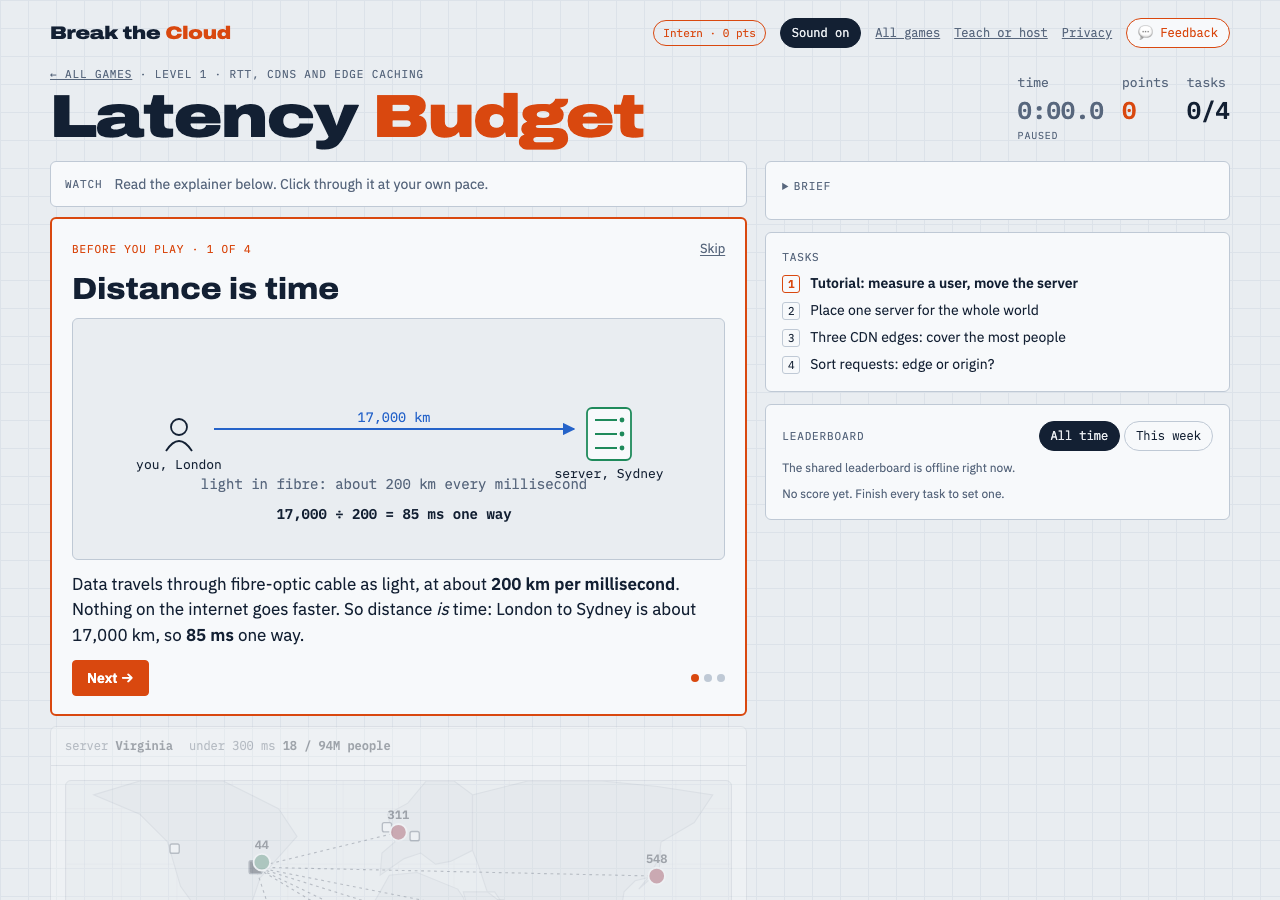 Break the Cloud
Intern · 0 pts
Sound on
All games
Teach or host
Privacy
💬 Feedback
← ALL GAMES · LEVEL 1 · RTT, CDNS AND EDGE CACHING
Latency Budget
time
points
tasks
0:00.0
0
0/4
PAUSED
WATCH Read the explainer below. Click through it at your own pace.
BEFORE YOU PLAY · 1 OF 4
Skip
Distance is time
17,000 km
you, London
server, Sydney
light in fibre: about 200 km every millisecond
17,000 ÷ 200 = 85 ms one way
Data travels through fibre-optic cable as light, at about 200 km per millisecond.
Nothing on the internet goes faster. So distance is time: London to Sydney is about
17,000 km, so 85 ms one way.
Next →
server Virginia under 300 ms 18 / 94M people
311
44
548
▶ BRIEF
TASKS
1 Tutorial: measure a user, move the server
2 Place one server for the whole world
3 Three CDN edges: cover the most people
4 Sort requests: edge or origin?
LEADERBOARD
All time
This week
The shared leaderboard is offline right now.
No score yet. Finish every task to set one.